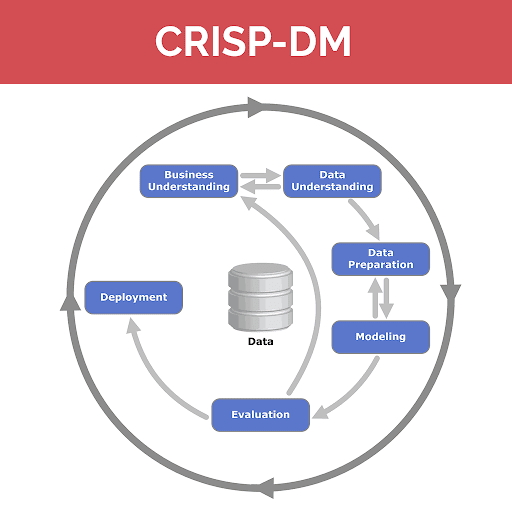 CRISP-DM
Business
Understanding
Data
Understanding
Data
Preparation
Deployment
Data
Modeling
Evaluation